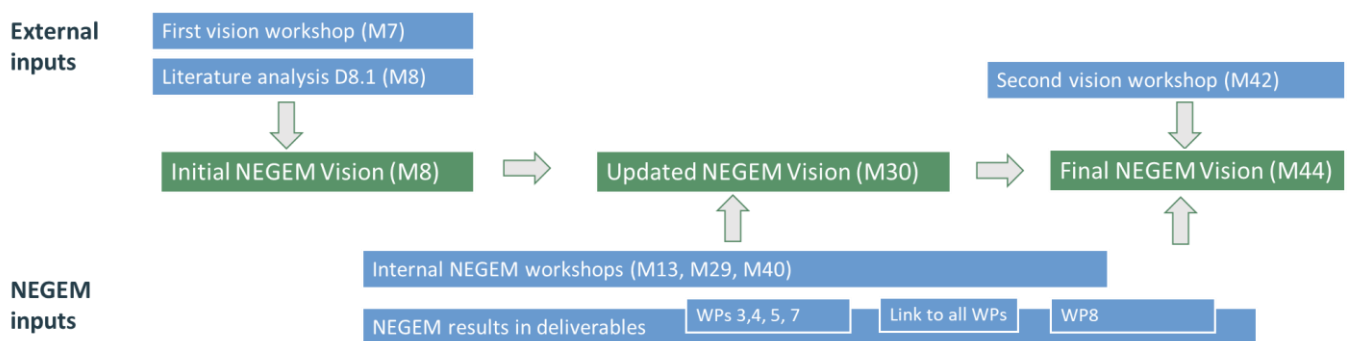 External
inputs
First vision workshop (M7)
Literature analysis D8.1 (M8)
Second vision workshop (M42)
Initial NEGEM Vision (M8)
Updated NEGEM Vision (M30)
Final NEGEM Vision (M44)
NEGEM
inputs
Internal NEGEM workshops (M13, M29, M40)
NEGEM results in deliverables
WPs 3,4, 5, 7
Link to all WPs
WP8